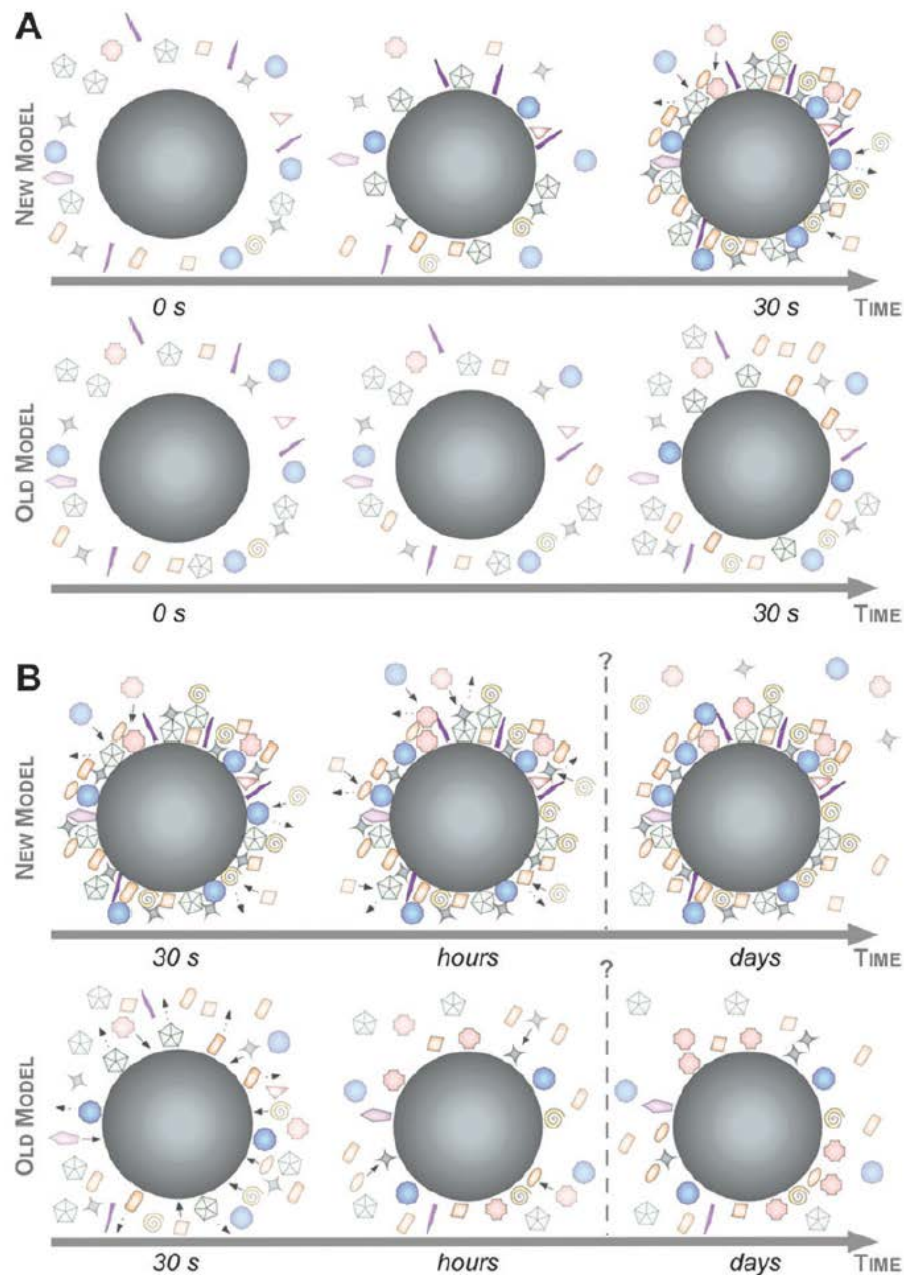 A
NEW MODEL
0 s
30 s
TIME
OLD MODEL
0 s
30 s
TIME
B
NEW MODEL
?
30 s
hours
days
TIME
OLD MODEL
?
30 s
hours
days
TIME